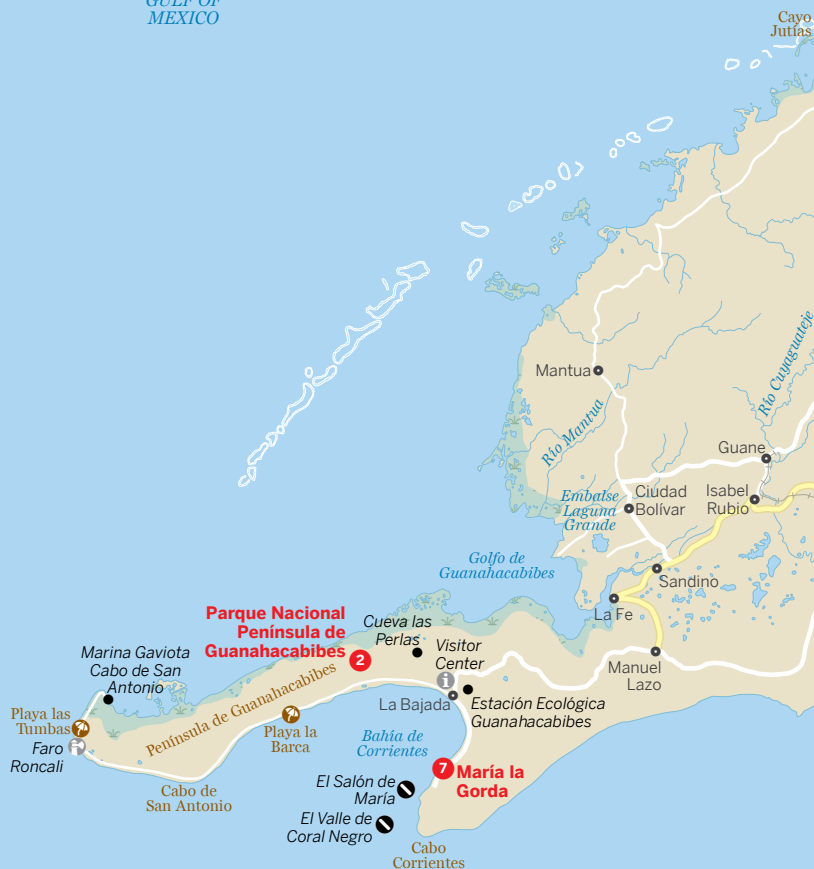 GULF OF
MEXICO
Cayo
Jutías
Mantua
Río Mantua
Río Cuyaguateje
Guane
Embalse
Laguna
Grande
Ciudad
Bolívar
Isabel
Rubio
Golfo de
Guanahacabibes
Sandino
La Fe
Parque Nacional
Península de
Guanahacabibes
2
Cueva las
Perlas
Visitor
Center
Marina Gaviota
Cabo de San
Antonio
Península de Guanahacabibes
Manuel
Lazo
La Bajada
Estación Ecológica
Guanahacabibes
Playa las
Tumbas
Playa la
Barca
Faro
Roncali
Bahía de
Corrientes
7
María la
Gorda
El Salón de
María
Cabo de
San Antonio
El Valle de
Coral Negro
Cabo
Corrientes